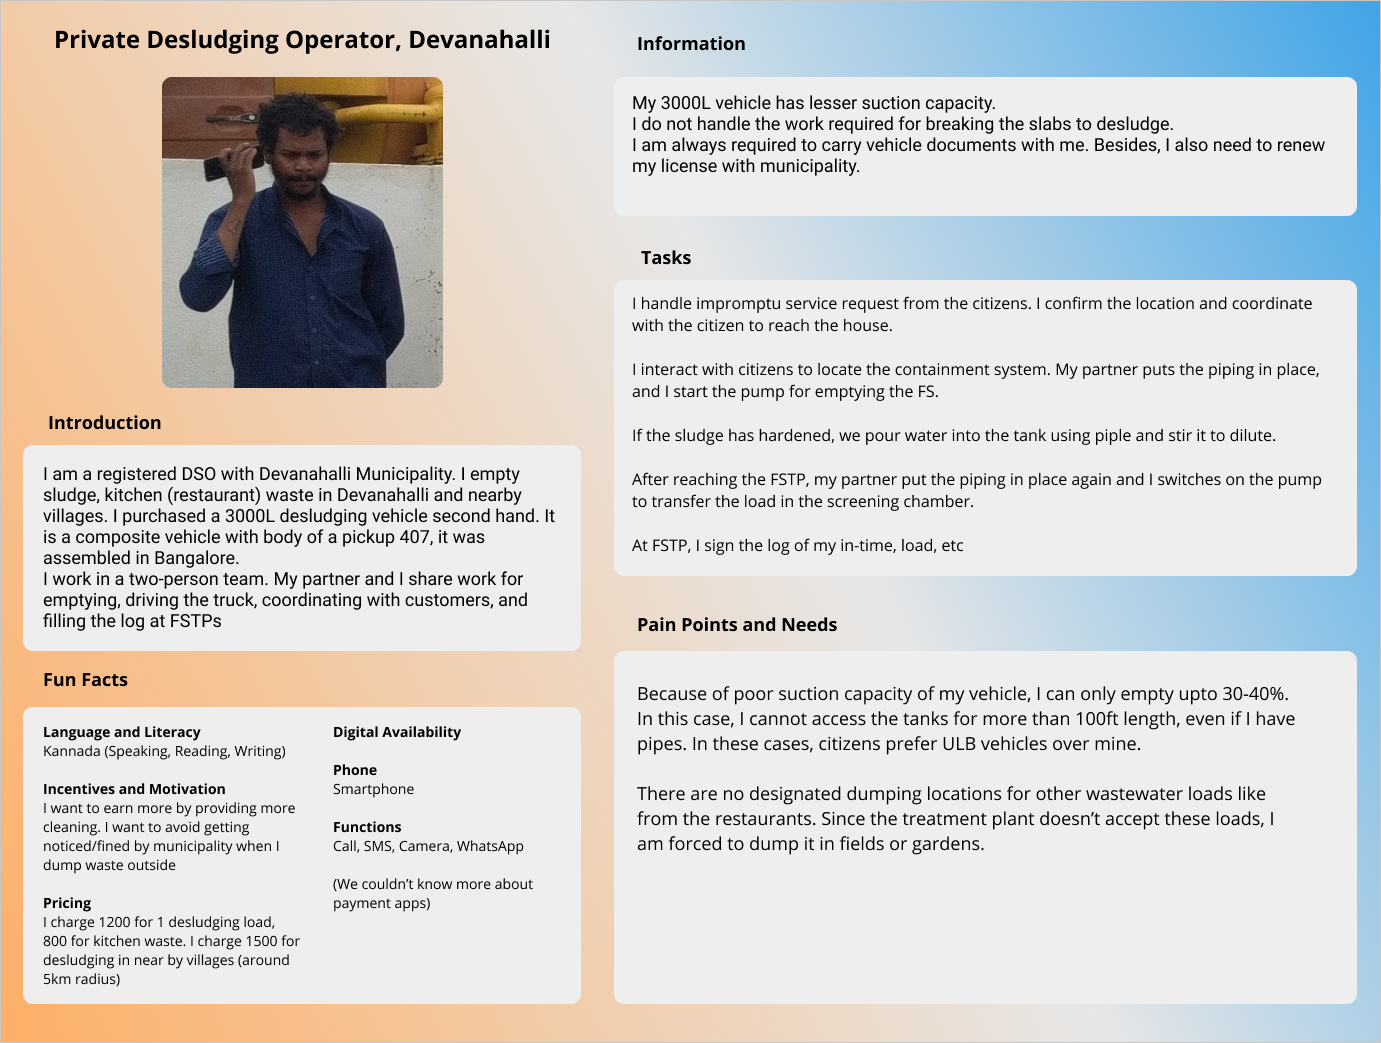 Private Desludging Operator, Devanahalli
Introduction
I am a registered DSO with Devanahalli Municipality. I empty
sludge, kitchen (restaurant) waste in Devanahalli and nearby
villages. I purchased a 3000L desludging vehicle second hand. It
is a composite vehicle with body of a pickup 407, it was
assembled in Bangalore.
I work in a two-person team. My partner and I share work for
emptying, driving the truck, coordinating with customers, and
filling the log at FSTPs
Fun Facts
Language and Literacy
Kannada (Speaking, Reading, Writing)
Incentives and Motivation
I want to earn more by providing more
cleaning. I want to avoid getting
noticed/fined by municipality when I
dump waste outside
Pricing
I charge 1200 for 1 desludging load,
800 for kitchen waste. I charge 1500 for
desludging in near by villages (around
5km radius)
Digital Availability
Phone
Smartphone
Functions
Call, SMS, Camera, WhatsApp
(We couldn’t know more about
payment apps)
Information
My 3000L vehicle has lesser suction capacity.
I do not handle the work required for breaking the slabs to desludge.
I am always required to carry vehicle documents with me. Besides, I also need to renew
my license with municipality.
Tasks
I handle impromptu service request from the citizens. I confirm the location and coordinate
with the citizen to reach the house.
I interact with citizens to locate the containment system. My partner puts the piping in place,
and I start the pump for emptying the FS.
If the sludge has hardened, we pour water into the tank using piple and stir it to dilute.
After reaching the FSTP, my partner put the piping in place again and I switches on the pump
to transfer the load in the screening chamber.
At FSTP, I sign the log of my in-time, load, etc
Pain Points and Needs
Because of poor suction capacity of my vehicle, I can only empty upto 30-40%.
In this case, I cannot access the tanks for more than 100ft length, even if I have
pipes. In these cases, citizens prefer ULB vehicles over mine.
There are no designated dumping locations for other wastewater loads like
from the restaurants. Since the treatment plant doesn’t accept these loads, I
am forced to dump it in fields or gardens.